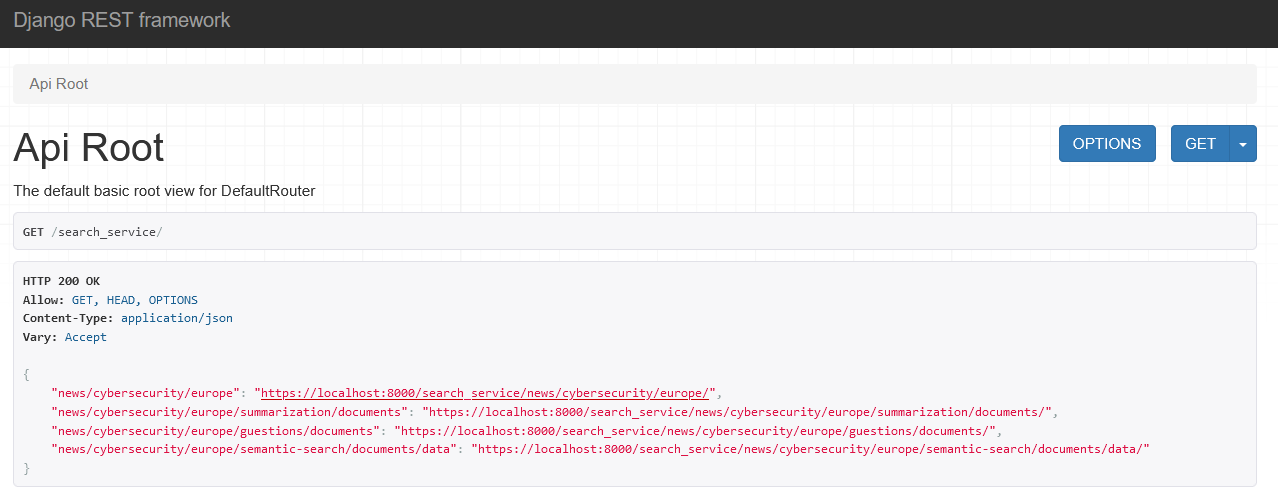 Django REST framework
Api Root
Api Root
OPTIONS
GET
The default basic root view for DefaultRouter
GET /search_service/
HTTP 200 OK
Allow: GET, HEAD, OPTIONS
Content-Type: application/json
Vary: Accept
{
    "news/cybersecurity/europe": "https://localhost:8000/search_service/news/cybersecurity/europe/",
    "news/cybersecurity/europe/summarization/documents": "https://localhost:8000/search_service/news/cybersecurity/europe/summarization/documents/",
    "news/cybersecurity/europe/guestions/documents": "https://localhost:8000/search_service/news/cybersecurity/europe/guestions/documents/",
    "news/cybersecurity/europe/semantic-search/documents/data": "https://localhost:8000/search_service/news/cybersecurity/europe/semantic-search/documents/data/"
}